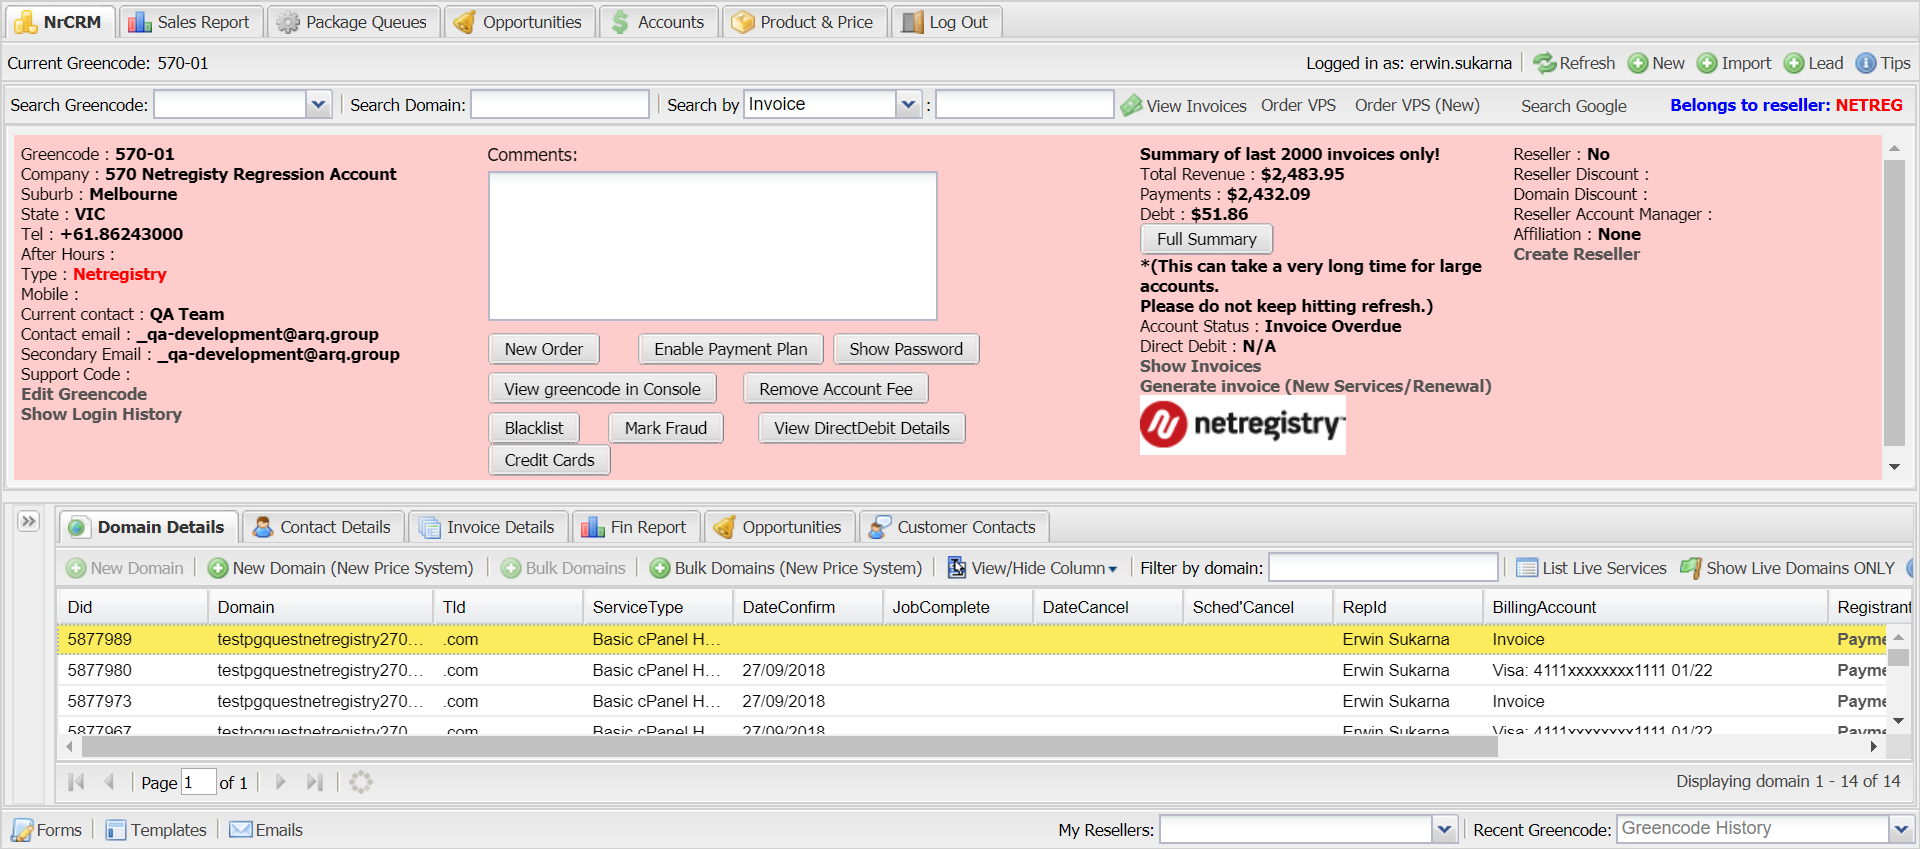 NrCRM Sales Report Package Queues Opportunities Accounts Product & Price Log Out
Current Greencode: 570-01 Logged in as: erwin.sukarna Refresh New Import Lead Tips
Search Greencode: Search Domain: Search by Invoice : View Invoices Order VPS Order VPS (New) Search Google Belongs to reseller: NETREG
Greencode : 570-01
Company : 570 Netregisty Regression Account
Suburb : Melbourne
State : VIC
Tel : +61.86243000
After Hours :
Type : Netregistry
Mobile :
Current contact : QA Team
Contact email : _qa-development@arq.group
Secondary Email : _qa-development@arq.group
Support Code :
Edit Greencode
Show Login History
Comments:
New Order Enable Payment Plan Show Password
View greencode in Console Remove Account Fee
Blacklist Mark Fraud View DirectDebit Details
Credit Cards
Summary of last 2000 invoices only!
Total Revenue : $2,483.95
Payments : $2,432.09
Debt : $51.86
Full Summary
*(This can take a very long time for large
accounts.
Please do not keep hitting refresh.)
Account Status : Invoice Overdue
Direct Debit : N/A
Show Invoices
Generate invoice (New Services/Renewal)
netregistry
Reseller : No
Reseller Discount :
Domain Discount :
Reseller Account Manager :
Affiliation : None
Create Reseller
Domain Details Contact Details Invoice Details Fin Report Opportunities Customer Contacts
New Domain New Domain (New Price System) Bulk Domains Bulk Domains (New Price System) View/Hide Column Filter by domain: List Live Services Show Live Domains ONLY
Did Domain Tld ServiceType DateConfirm JobComplete DateCancel Sched'Cancel RepId BillingAccount Registrant
5877989 testpgquestnetregistry270... .com Basic cPanel H... Erwin Sukarna Invoice Payme
5877980 testpgquestnetregistry270... .com Basic cPanel H... 27/09/2018 Erwin Sukarna Visa: 4111xxxxxxxx1111 01/22 Payme
5877973 testpgquestnetregistry270... .com Basic cPanel H... 27/09/2018 Erwin Sukarna Invoice Payme
5877967 testpgquestnetregistry270... .com Basic cPanel H... 27/09/2018 Erwin Sukarna Visa: 4111xxxxxxxx1111 01/22 Payme
Page 1 of 1 Displaying domain 1 - 14 of 14
Forms Templates Emails My Resellers: Recent Greencode: Greencode History